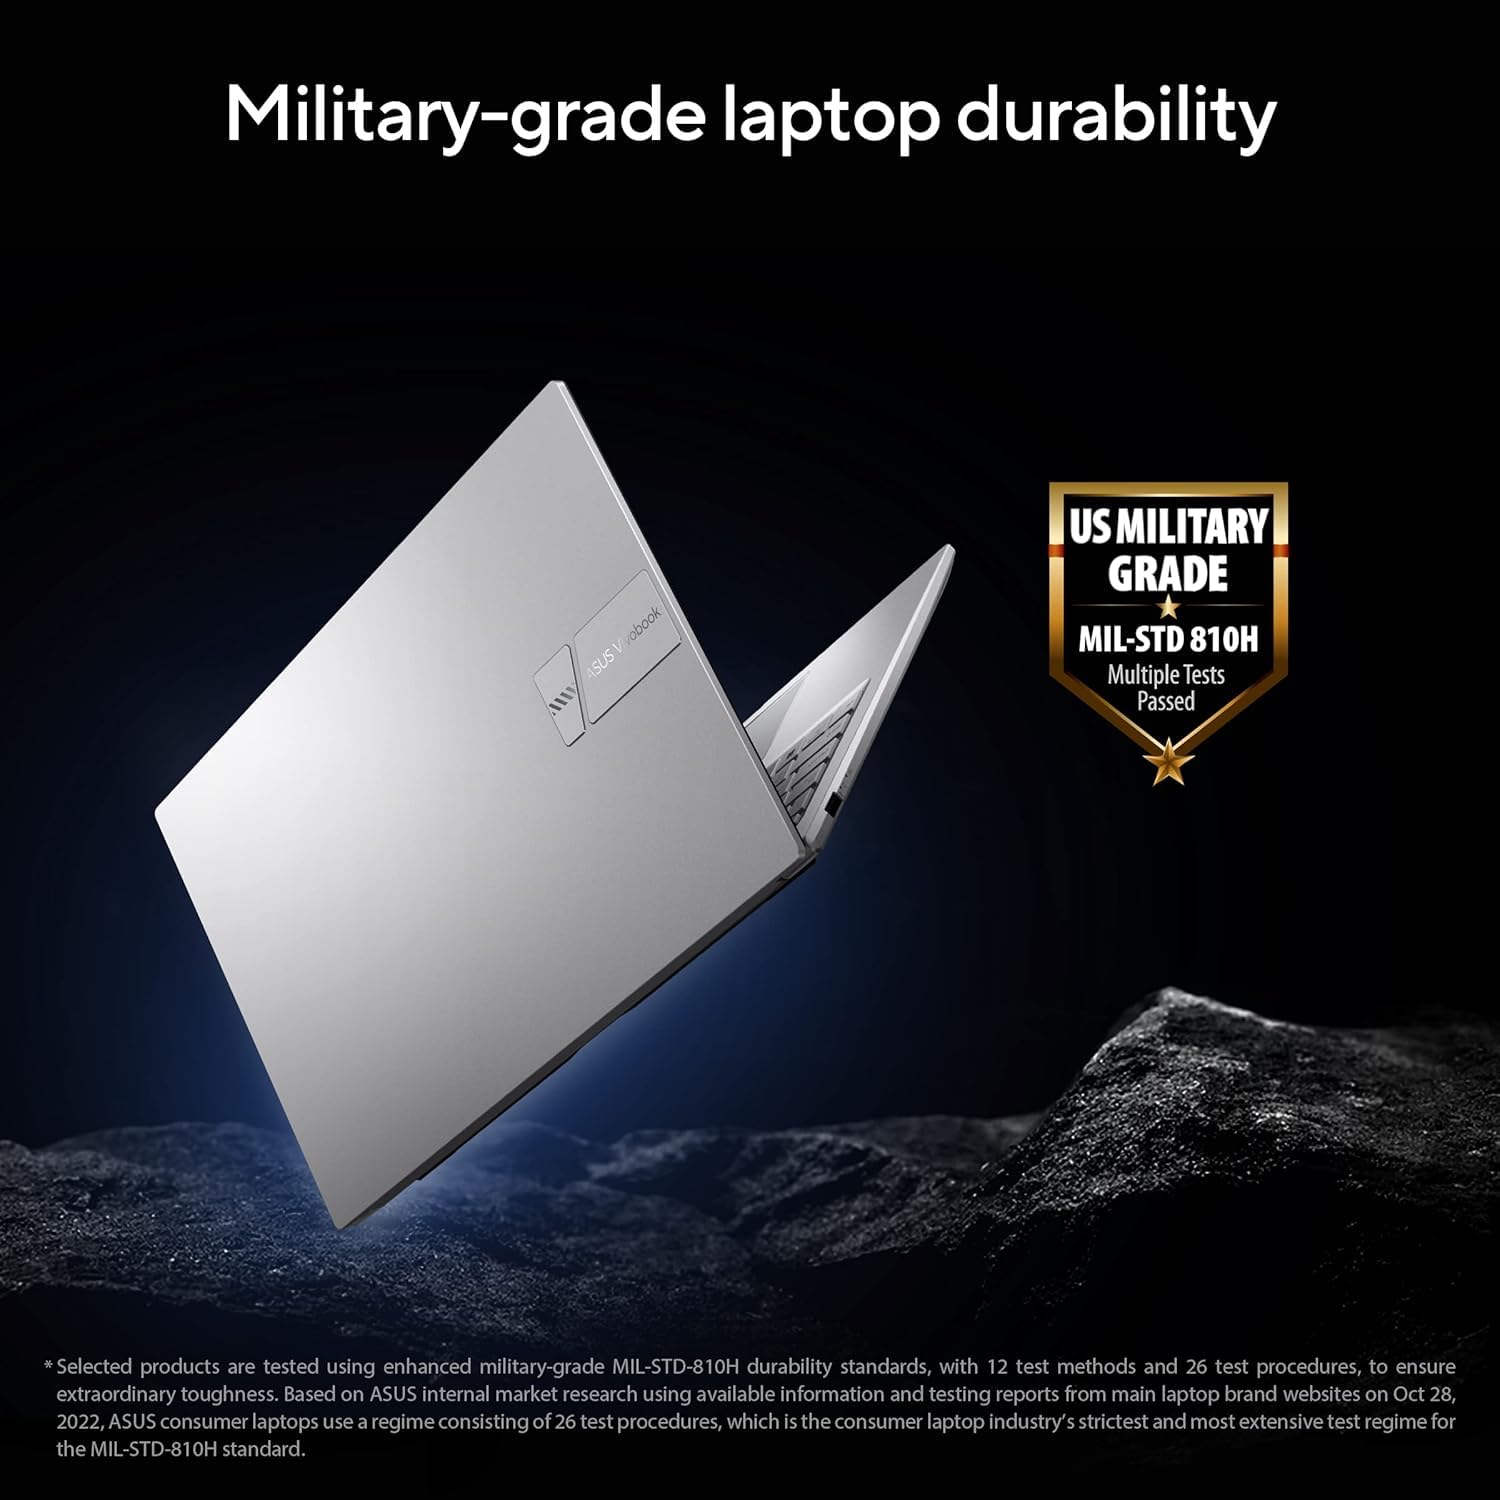 Military-grade laptop durability
ASUS Vivobook
US MILITARY
GRADE
MIL-STD 810H
Multiple Tests
Passed
* Selected products are tested using enhanced military-grade MIL-STD-810H durability standards, with 12 test methods and 26 test procedures, to ensure
extraordinary toughness. Based on ASUS internal market research using available information and testing reports from main laptop brand websites on Oct 28,
2022, ASUS consumer laptops use a regime consisting of 26 test procedures, which is the consumer laptop industry's strictest and most extensive test regime for
the MIL-STD-810H standard.